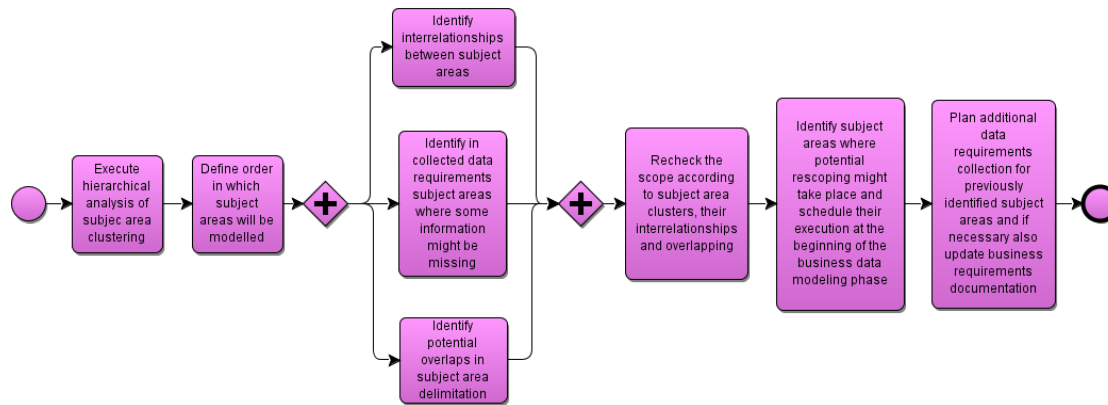 Execute
hierarchical
analysis of
subjec area
clustering
Define order
in which
subject
areas will be
modelled
Identify
interrelationships
between subject
areas
Identify in
collected data
requirements
subject areas
where some
information
might be
missing
Identify
potential
overlaps in
subject area
delimitation
Recheck the
scope according
to subject area
clusters, their
interrelationships
and overlapping
Identify subject
areas where
potential
rescoping might
take place and
schedule their
execution at the
beginning of the
business data
modeling phase
Plan additional
data
requirements
collection for
previously
identified subject
areas and if
necessary also
update business
requirements
documentation